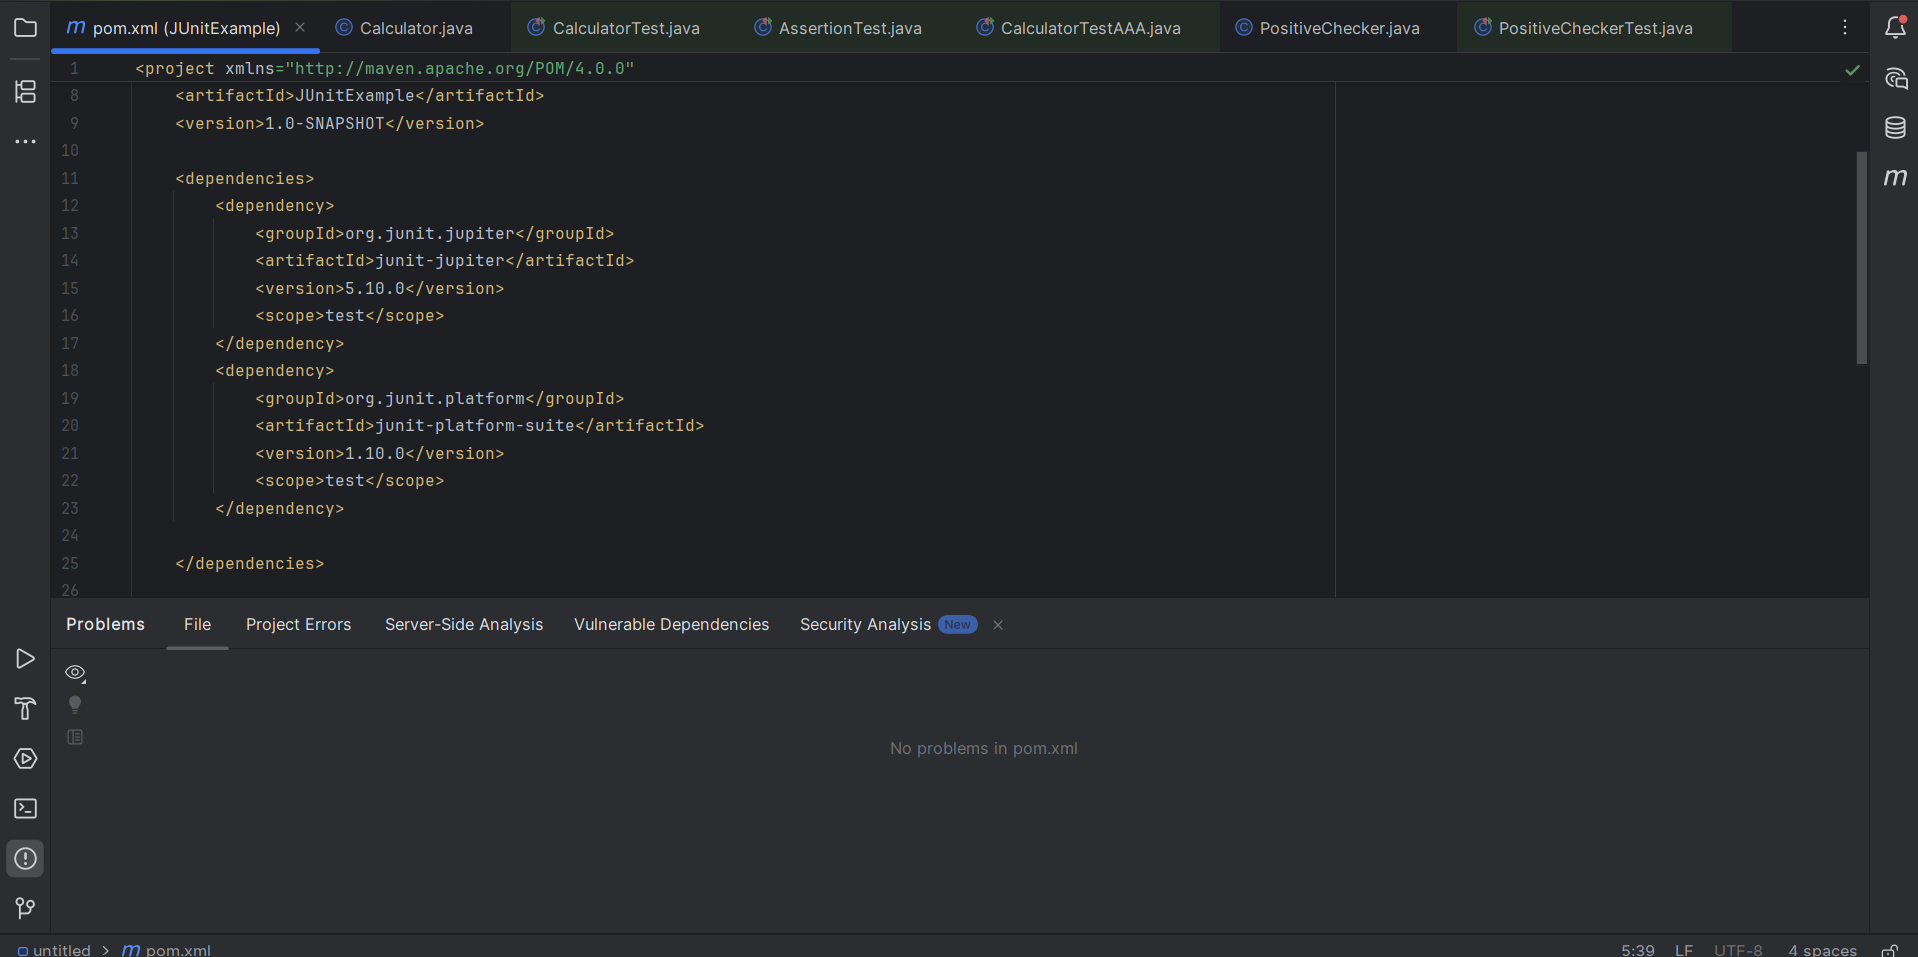 m pom.xml (JUnitExample) Calculator.java CalculatorTest.java AssertionTest.java CalculatorTestAAA.java PositiveChecker.java PositiveCheckerTest.java
1 <project xmlns="http://maven.apache.org/POM/4.0.0"
8 <artifactId>JUnitExample</artifactId>
9 <version>1.0-SNAPSHOT</version>
10
11 <dependencies>
12 <dependency>
13 <groupId>org.junit.jupiter</groupId>
14 <artifactId>junit-jupiter</artifactId>
15 <version>5.10.0</version>
16 <scope>test</scope>
17 </dependency>
18 <dependency>
19 <groupId>org.junit.platform</groupId>
20 <artifactId>junit-platform-suite</artifactId>
21 <version>1.10.0</version>
22 <scope>test</scope>
23 </dependency>
24
25 </dependencies>
26
Problems File Project Errors Server-Side Analysis Vulnerable Dependencies Security Analysis New
No problems in pom.xml
untitled > m pom.xml 5:39 LF UTF-8 4 spaces